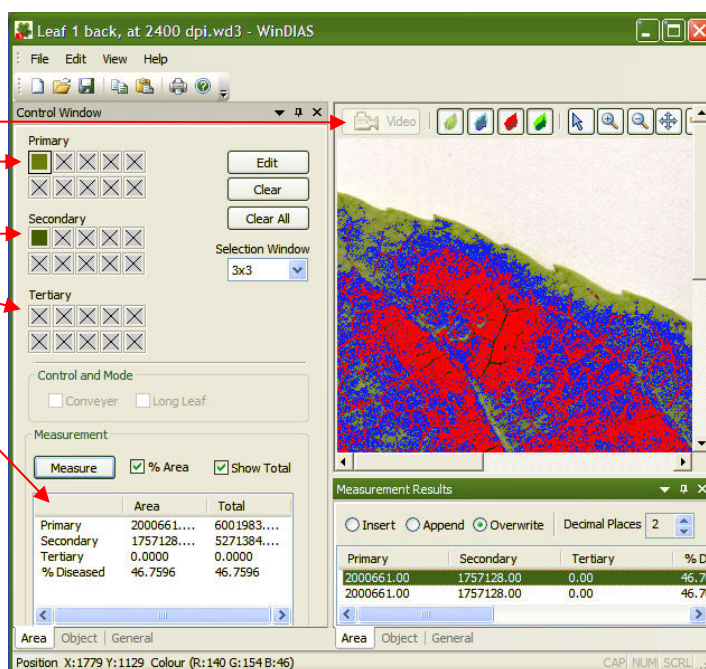 Leaf 1 back, at 2400 dpi.wd3 - WinDIAS
File Edit View Help
Control Window
Video
Primary
Edit
Clear
Secondary
Clear All
Selection Window
3x3
Tertiary
Control and Mode
Conveyer Long Leaf
Measurement
Measure % Area Show Total
Area Total
Primary 2000661.... 6001983....
Secondary 1757128.... 5271384....
Tertiary 0.0000 0.0000
% Diseased 46.7596 46.7596
Area Object General
Measurement Results
Insert Append Overwrite Decimal Places 2
Primary Secondary Tertiary % D
2000661.00 1757128.00 0.00 46.7
2000661.00 1757128.00 0.00 46.7
Area Object General
Position X:1779 Y:1129 Colour (R:140 G:154 B:46) CAP NUM SCRL